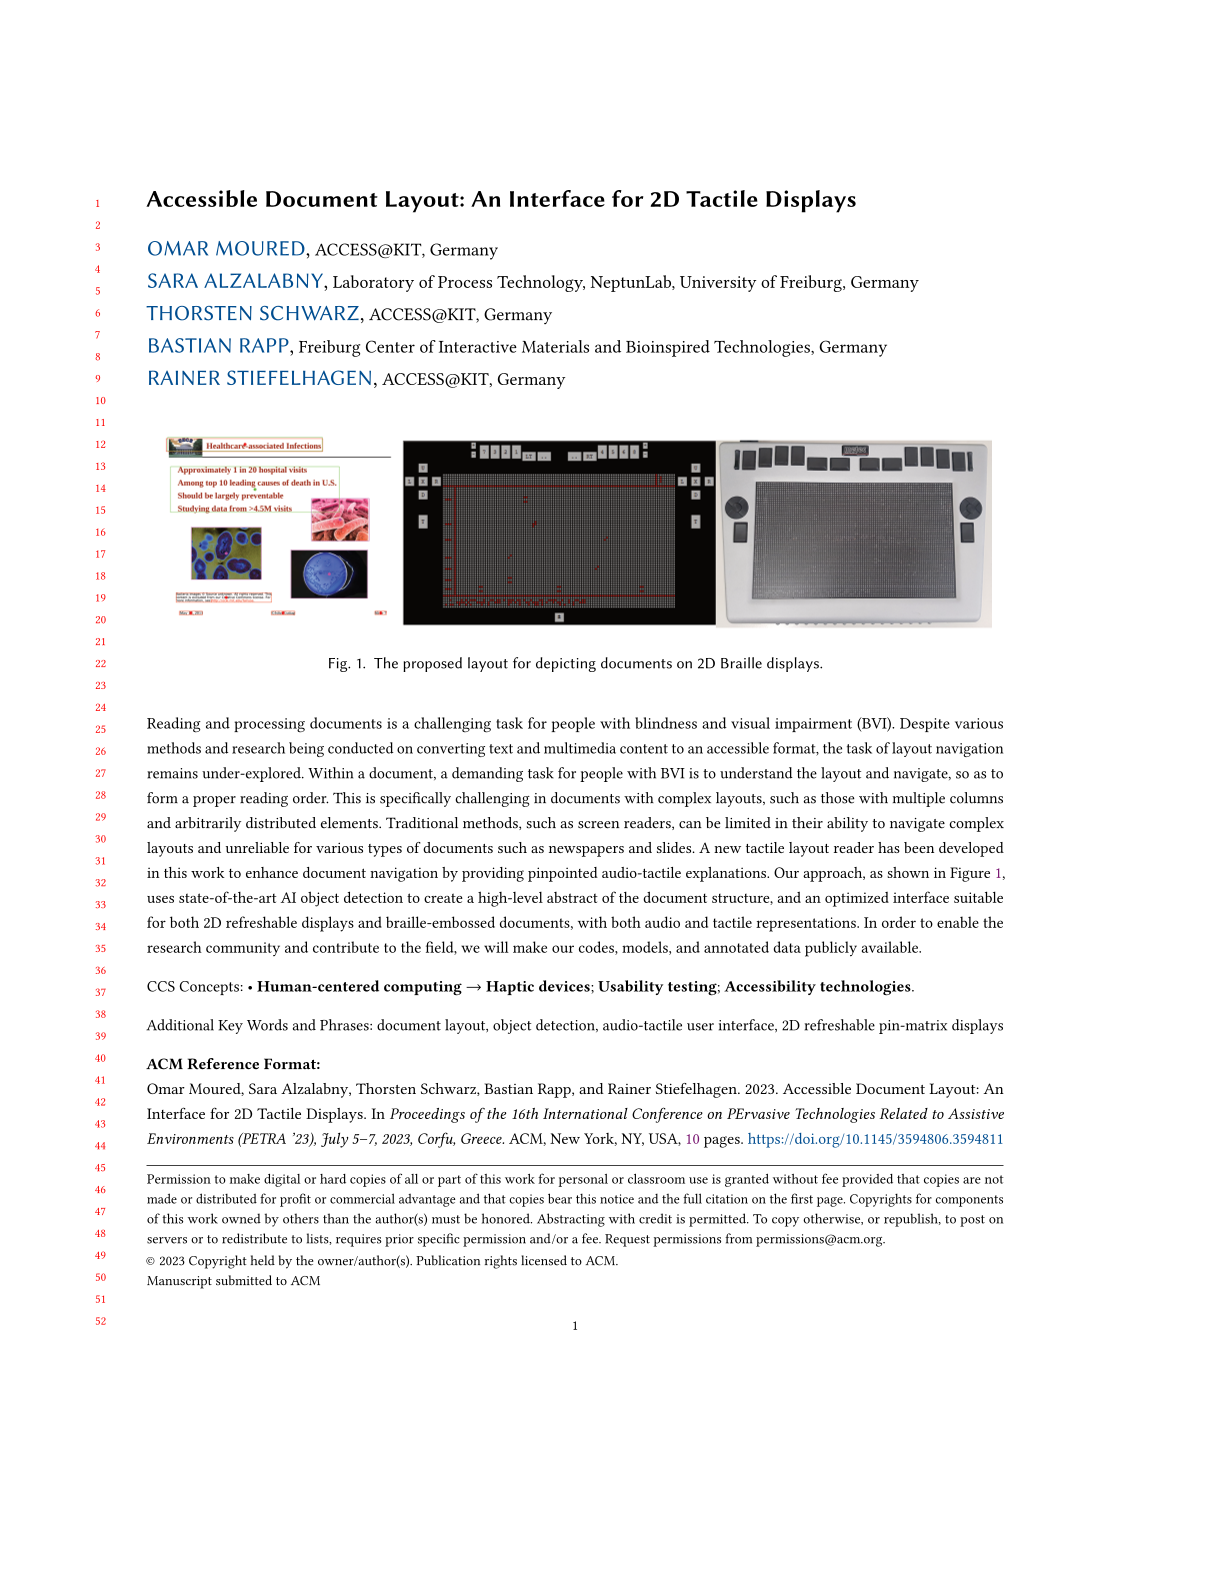 Accessible Document Layout: An Interface for 2D Tactile Displays
OMAR MOURED, ACCESS@KIT, Germany
SARA ALZALABNY, Laboratory of Process Technology, NeptunLab, University of Freiburg, Germany
THORSTEN SCHWARZ, ACCESS@KIT, Germany
BASTIAN RAPP, Freiburg Center of Interactive Materials and Bioinspired Technologies, Germany
RAINER STIEFELHAGEN, ACCESS@KIT, Germany
Healthcare-associated Infections
Approximately 1 in 20 hospital visits
Among top 10 leading causes of death in U.S.
Should be largely preventable
Studying data from >4.5M visits
Fig. 1. The proposed layout for depicting documents on 2D Braille displays.
Reading and processing documents is a challenging task for people with blindness and visual impairment (BVI). Despite various
methods and research being conducted on converting text and multimedia content to an accessible format, the task of layout navigation
remains under-explored. Within a document, a demanding task for people with BVI is to understand the layout and navigate, so as to
form a proper reading order. This is specifically challenging in documents with complex layouts, such as those with multiple columns
and arbitrarily distributed elements. Traditional methods, such as screen readers, can be limited in their ability to navigate complex
layouts and unreliable for various types of documents such as newspapers and slides. A new tactile layout reader has been developed
in this work to enhance document navigation by providing pinpointed audio-tactile explanations. Our approach, as shown in Figure 1,
uses state-of-the-art AI object detection to create a high-level abstract of the document structure, and an optimized interface suitable
for both 2D refreshable displays and braille-embossed documents, with both audio and tactile representations. In order to enable the
research community and contribute to the field, we will make our codes, models, and annotated data publicly available.
CCS Concepts: • Human-centered computing → Haptic devices; Usability testing; Accessibility technologies.
Additional Key Words and Phrases: document layout, object detection, audio-tactile user interface, 2D refreshable pin-matrix displays
ACM Reference Format:
Omar Moured, Sara Alzalabny, Thorsten Schwarz, Bastian Rapp, and Rainer Stiefelhagen. 2023. Accessible Document Layout: An
Interface for 2D Tactile Displays. In Proceedings of the 16th International Conference on PErvasive Technologies Related to Assistive
Environments (PETRA '23), July 5–7, 2023, Corfu, Greece. ACM, New York, NY, USA, 10 pages. https://doi.org/10.1145/3594806.3594811
Permission to make digital or hard copies of all or part of this work for personal or classroom use is granted without fee provided that copies are not
made or distributed for profit or commercial advantage and that copies bear this notice and the full citation on the first page. Copyrights for components
of this work owned by others than the author(s) must be honored. Abstracting with credit is permitted. To copy otherwise, or republish, to post on
servers or to redistribute to lists, requires prior specific permission and/or a fee. Request permissions from permissions@acm.org.
© 2023 Copyright held by the owner/author(s). Publication rights licensed to ACM.
Manuscript submitted to ACM
1
1
2
3
4
5
6
7
8
9
10
11
12
13
14
15
16
17
18
19
20
21
22
23
24
25
26
27
28
29
30
31
32
33
34
35
36
37
38
39
40
41
42
43
44
45
46
47
48
49
50
51
52